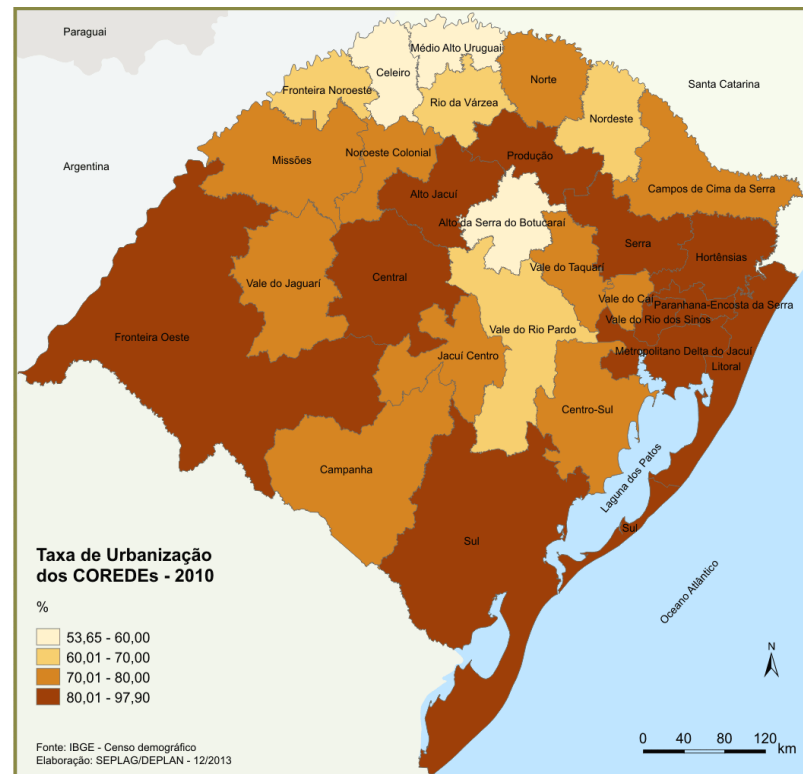 Paraguai
Médio Alto Uruguai
Celeiro
Norte
Santa Catarina
Fronteira Noroeste
Rio da Várzea
Nordeste
Argentina
Missões
Noroeste Colonial
Produção
Campos de Cima da Serra
Alto Jacuí
Alto da Serra do Botucaraí
Serra
Hortênsias
Vale do Taquarí
Central
Vale do Jaguarí
Vale do Caí
Paranhana-Encosta da Serra
Vale do Rio dos Sinos
Vale do Rio Pardo
Fronteira Oeste
Metropolitano Delta do Jacuí
Jacuí Centro
Litoral
Centro-Sul
Campanha
Laguna dos Patos
Sul
Sul
Oceano Atlântico
Taxa de Urbanização
dos COREDEs - 2010
%
53,65 - 60,00
60,01 - 70,00
70,01 - 80,00
80,01 - 97,90
N
0 40 80 120
km
Fonte: IBGE - Censo demográfico
Elaboração: SEPLAG/DEPLAN - 12/2013